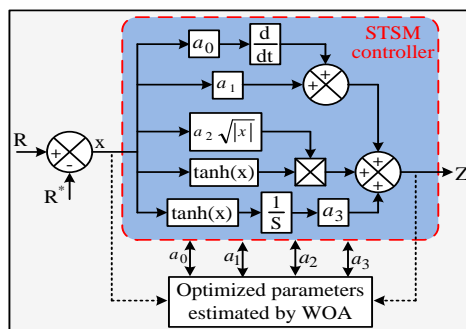 STSM
controller
a₀
d
dt
a₁
+
+
a₂ √|x|
R
+
-
x
R*
tanh(x)
+
+
+
Z
tanh(x)
1
S
a₃
a₀
a₁
a₂
a₃
Optimized parameters
estimated by WOA